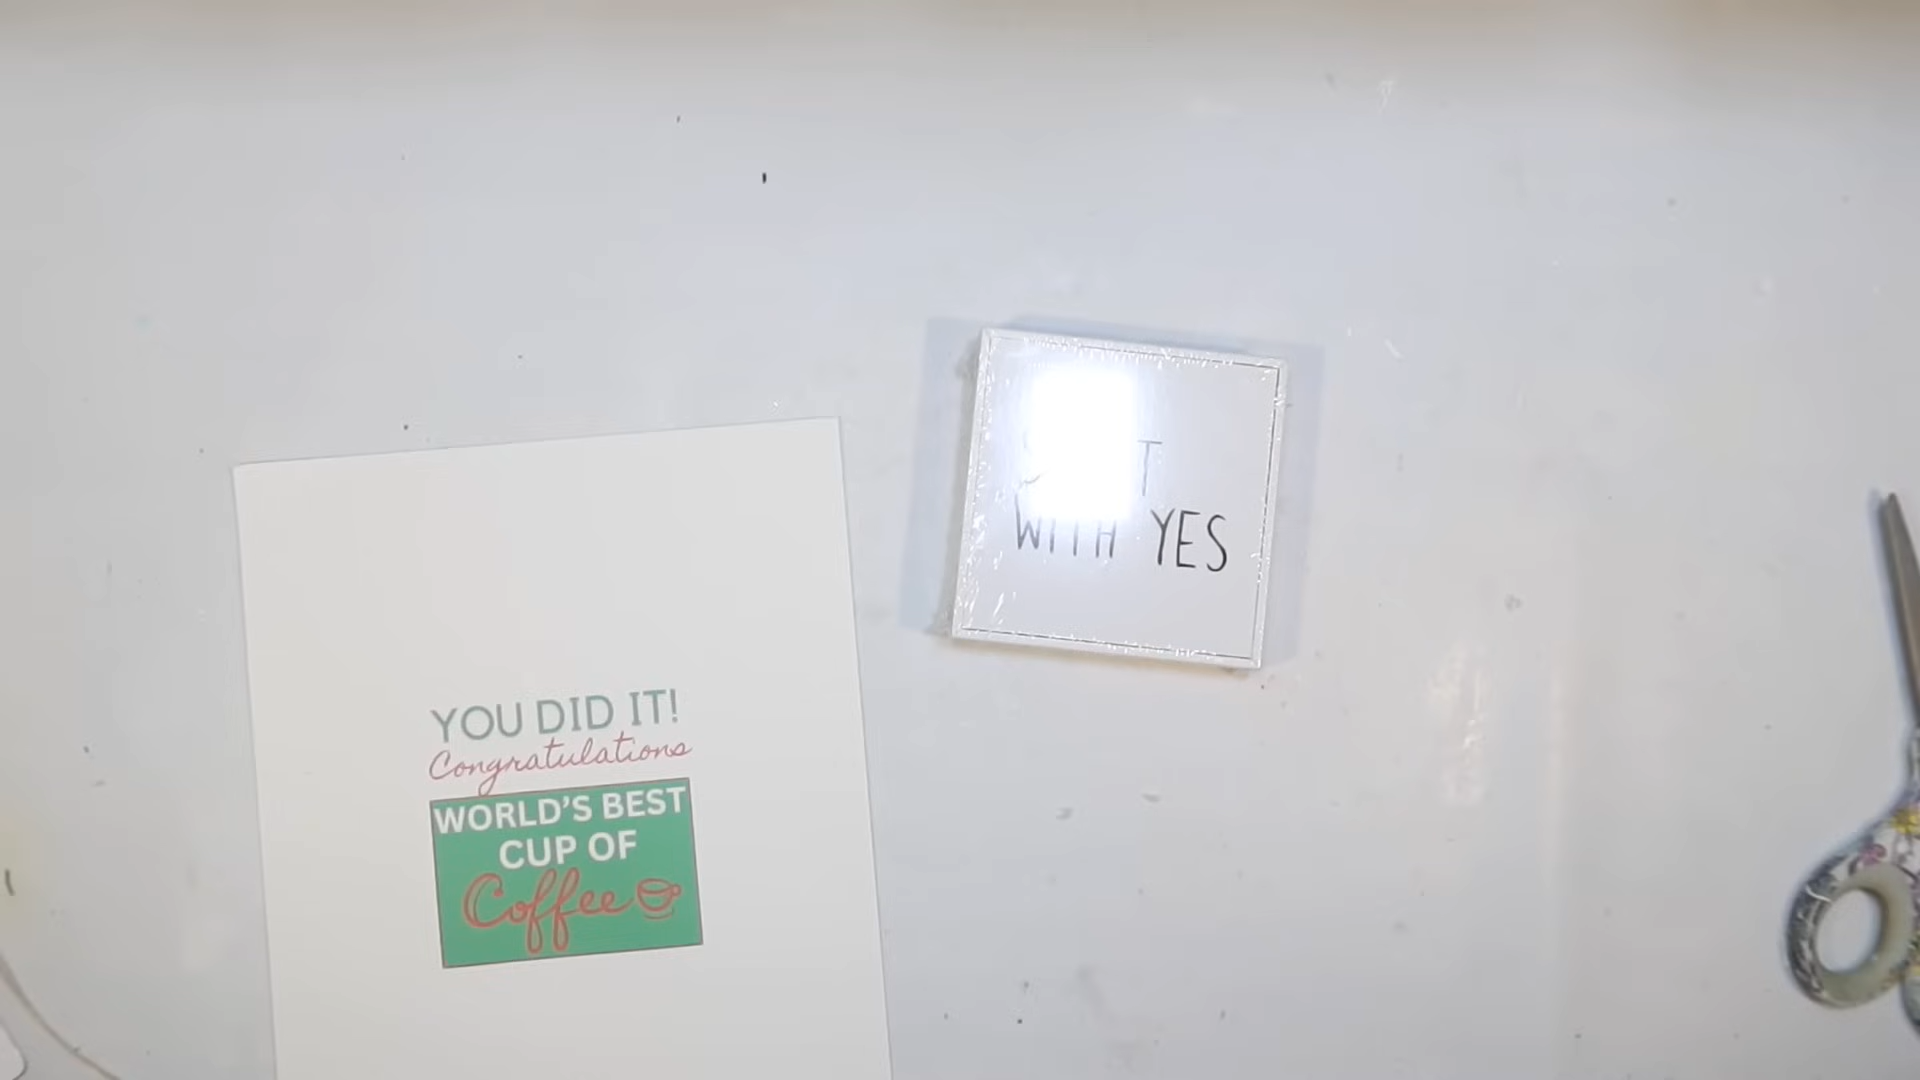 YOU DID IT!
Congratulations
WORLD'S BEST
CUP OF
Coffee
WITH YES